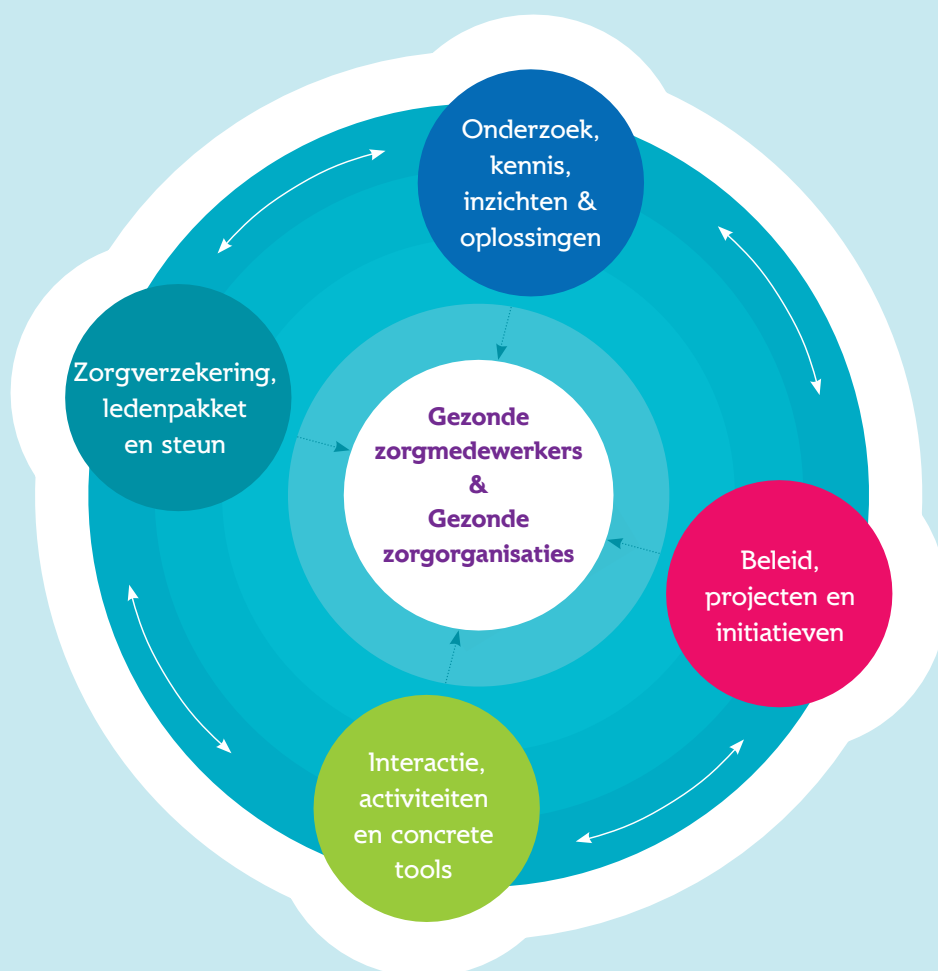 Onderzoek,
kennis,
inzichten &
oplossingen
Zorgverzekering,
ledenpakket
en steun
Gezonde
zorgmedewerkers
&
Gezonde
zorgorganisaties
Beleid,
projecten en
initiatieven
Interactie,
activiteiten
en concrete
tools